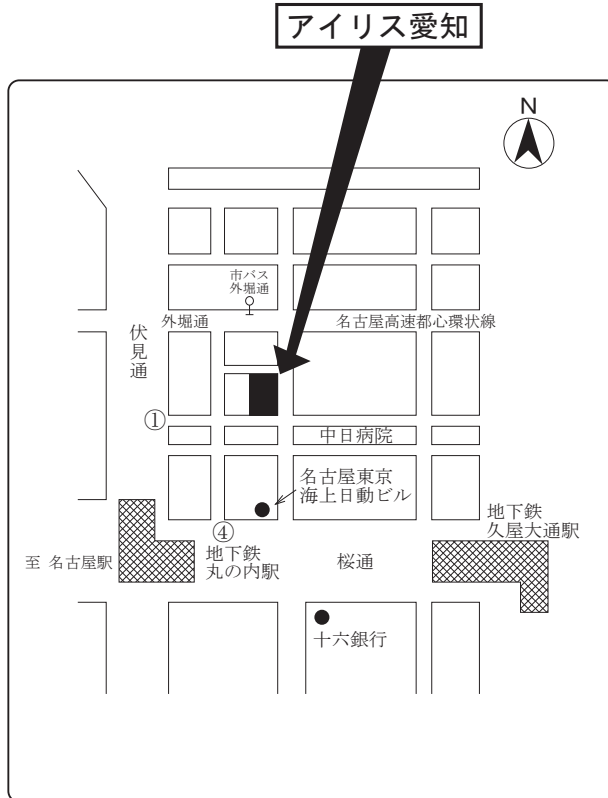 アイリス愛知
N
市バス
外堀通
外堀通
名古屋高速都心環状線
伏見通
①
中日病院
名古屋東京
海上日動ビル
地下鉄
久屋大通駅
④
地下鉄
丸の内駅
至 名古屋駅
桜通
十六銀行